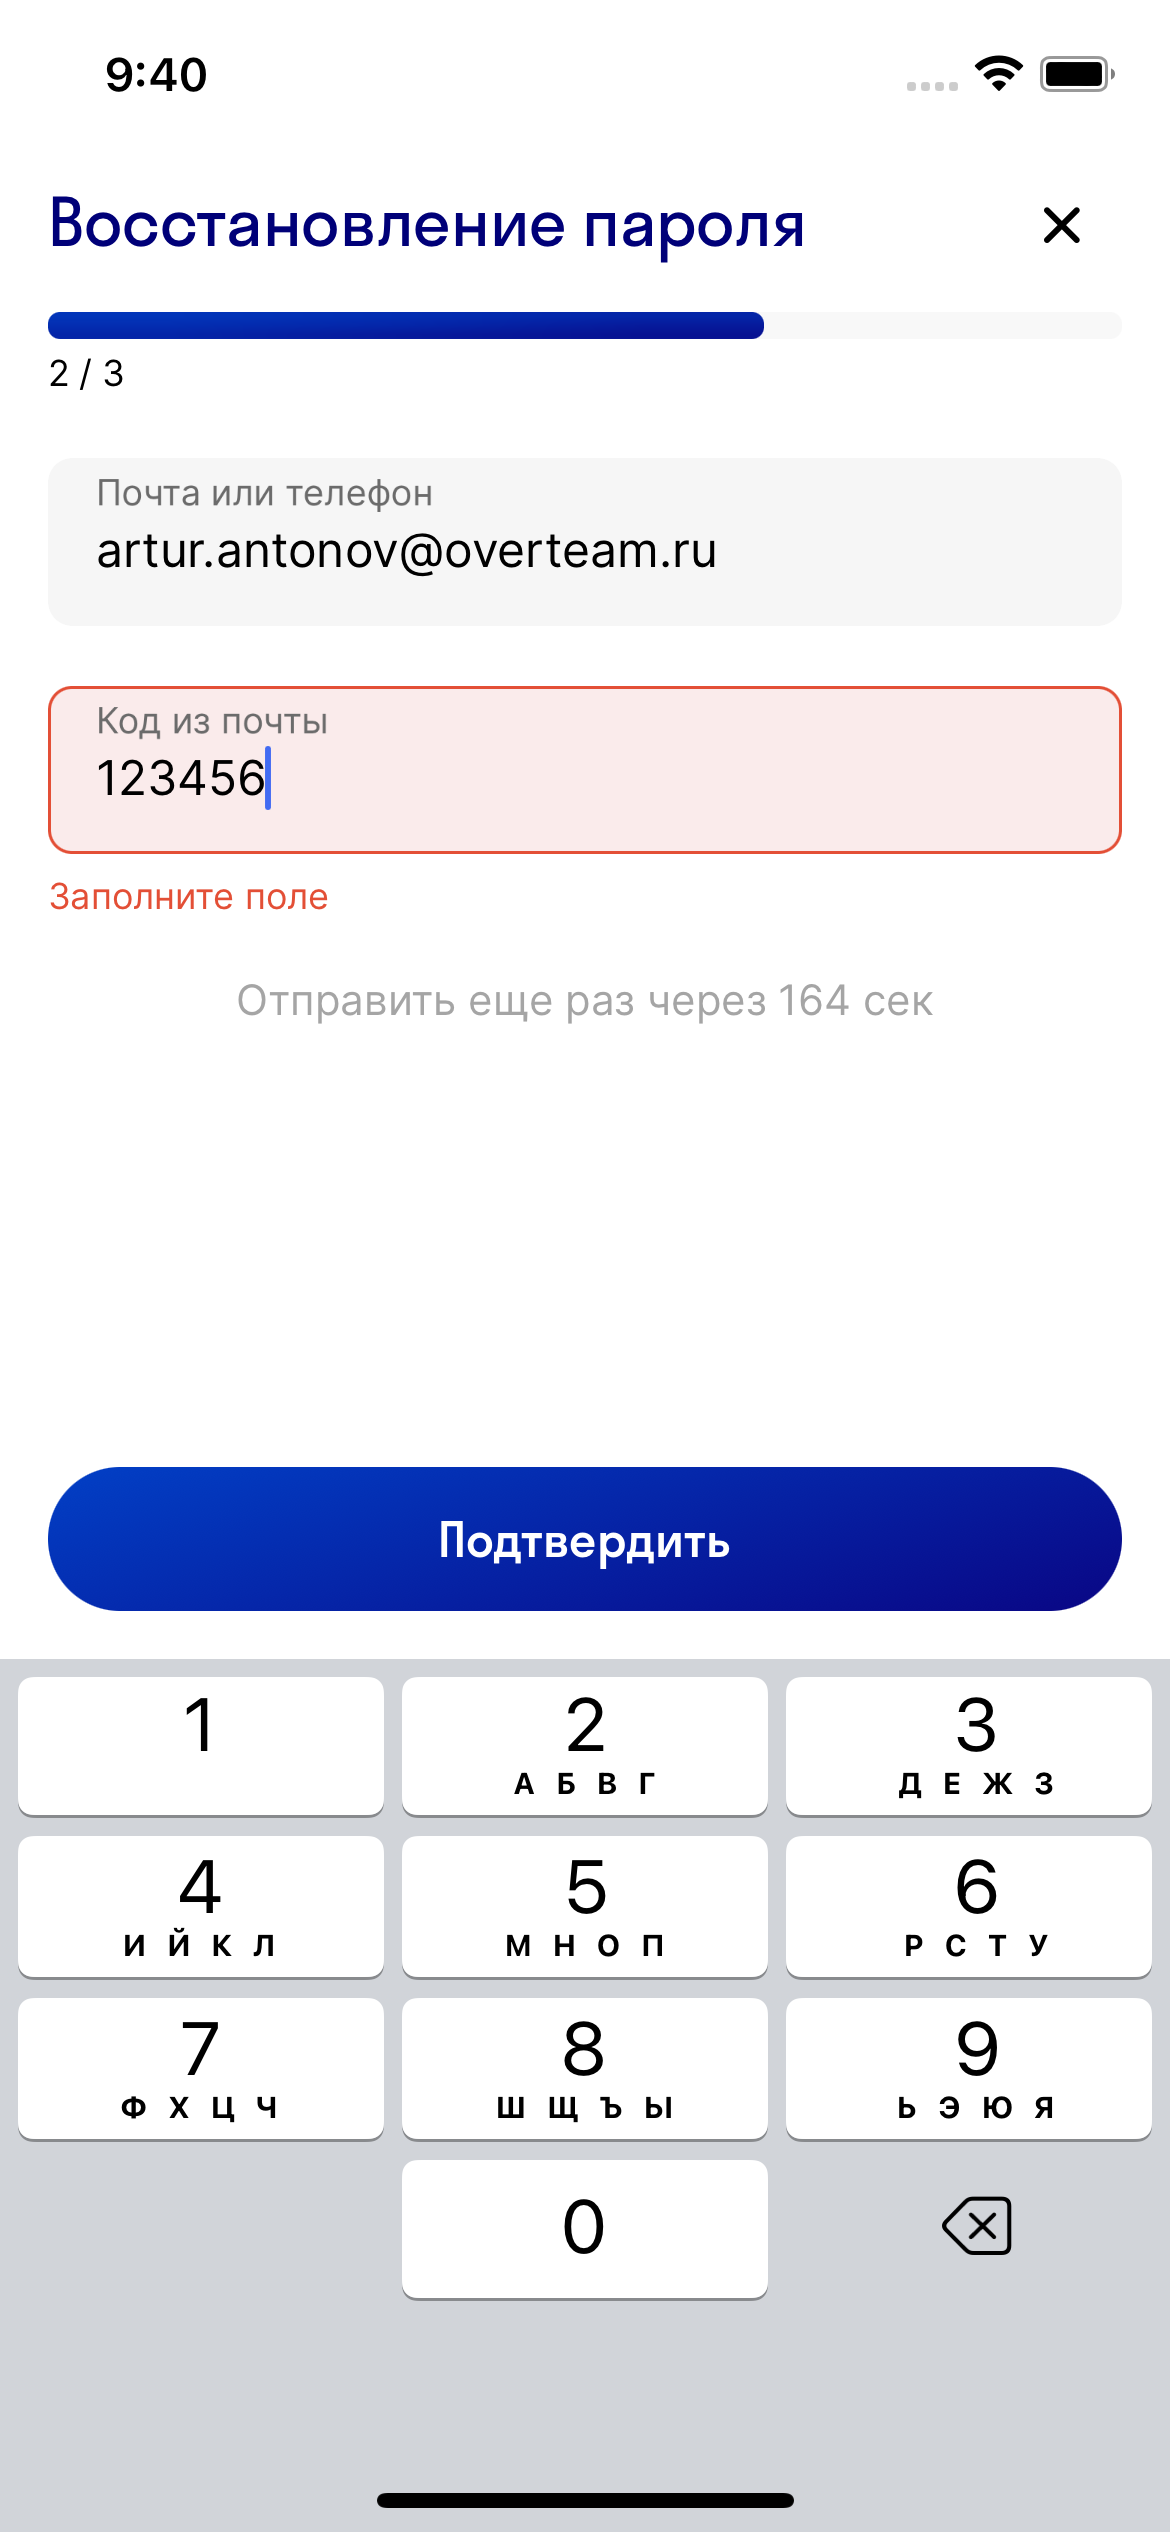 9:40
Восстановление пароля
2 / 3
Почта или телефон
artur.antonov@overteam.ru
Код из почты
123456
Заполните поле
Отправить еще раз через 164 сек
Подтвердить
1 2 3
А Б В Г Д Е Ж З
4 5 6
И Й К Л М Н О П Р С Т У
7 8 9
Ф Х Ц Ч Ш Щ Ъ Ы Ь Э Ю Я
0